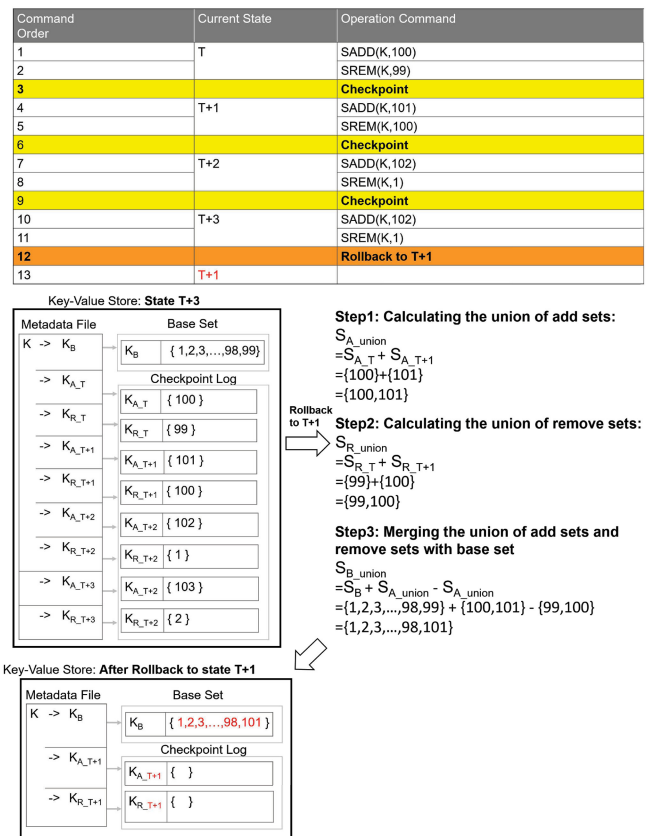 Command Order	Current State	Operation Command
1	T	SADD(K,100)
2		SREM(K,99)
3		Checkpoint
4	T+1	SADD(K,101)
5		SREM(K,100)
6		Checkpoint
7	T+2	SADD(K,102)
8		SREM(K,1)
9		Checkpoint
10	T+3	SADD(K,102)
11		SREM(K,1)
12		Rollback to T+1
13	T+1
Key-Value Store: State T+3
Metadata File	Base Set
K -> K_B	K_B { 1,2,3,...,98,99}
Checkpoint Log
-> K_A_T	K_A_T { 100 }
-> K_R_T	K_R_T { 99 }
-> K_A_T+1	K_A_T+1 { 101 }
-> K_R_T+1	K_R_T+1 { 100 }
-> K_A_T+2	K_A_T+2 { 102 }
-> K_R_T+2	K_R_T+2 { 1 }
-> K_A_T+3	K_A_T+2 { 103 }
-> K_R_T+3	K_R_T+2 { 2 }
Rollback
to T+1
Step1: Calculating the union of add sets:
S_A_union
=S_A_T + S_A_T+1
={100}+{101}
={100,101}
Step2: Calculating the union of remove sets:
S_R_union
=S_R_T + S_R_T+1
={99}+{100}
={99,100}
Step3: Merging the union of add sets and
remove sets with base set
S_B_union
=S_B + S_A_union - S_A_union
={1,2,3,...,98,99} + {100,101} - {99,100}
={1,2,3,...,98,101}
Key-Value Store: After Rollback to state T+1
Metadata File	Base Set
K -> K_B	K_B { 1,2,3,...,98,101 }
Checkpoint Log
-> K_A_T+1	K_A_T+1 { }
-> K_R_T+1	K_R_T+1 { }